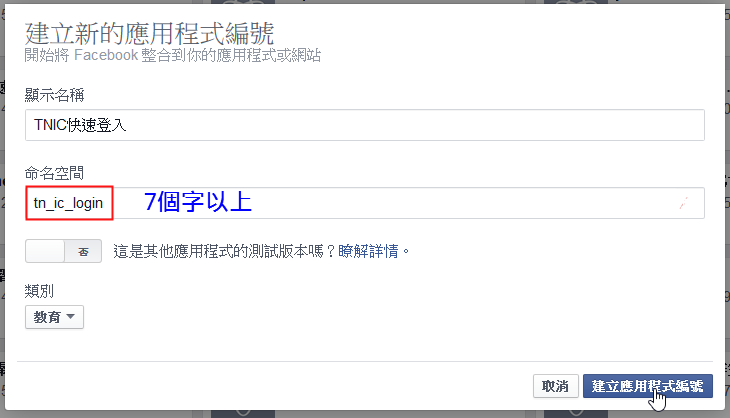 建立新的應用程式編號
開始將 Facebook 整合到你的應用程式或網站
顯示名稱
TNIC快速登入
命名空間
tn_ic_login 7個字以上
否 這是其他應用程式的測試版本嗎？瞭解詳情。
類別
教育
取消 建立應用程式編號